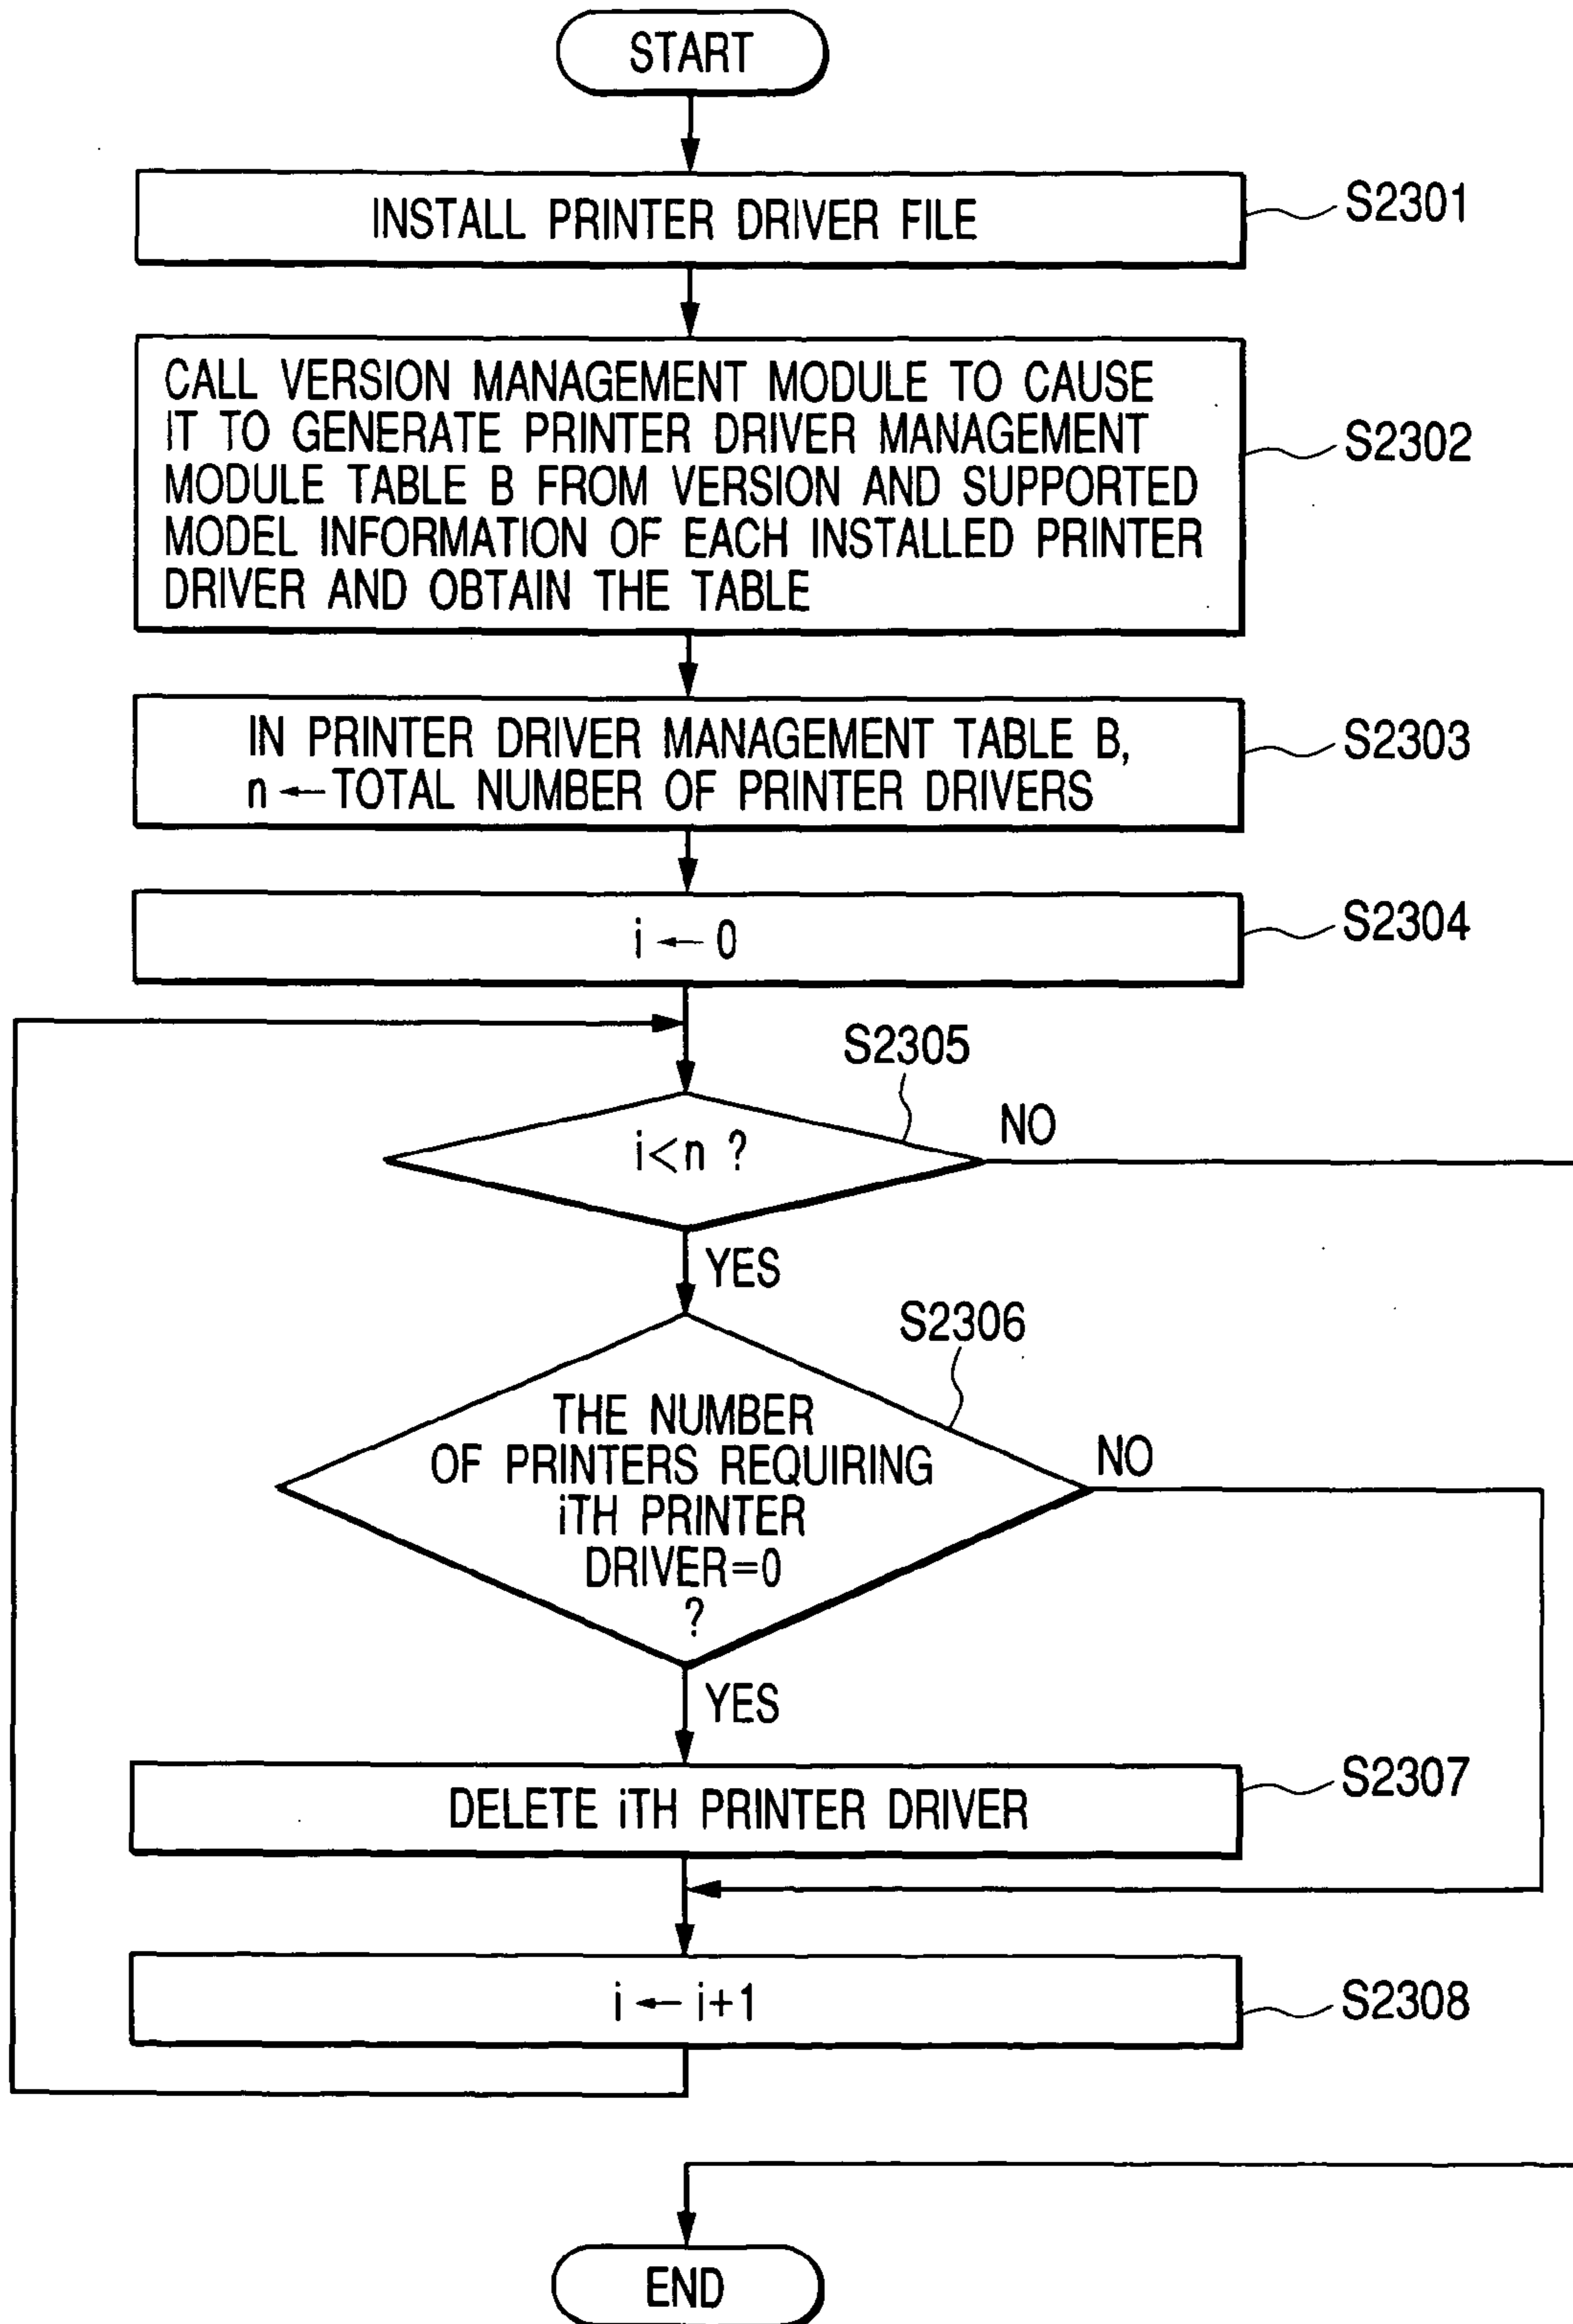 START
INSTALL PRINTER DRIVER FILE
S2301
CALL VERSION MANAGEMENT MODULE TO CAUSE
IT TO GENERATE PRINTER DRIVER MANAGEMENT
MODULE TABLE B FROM VERSION AND SUPPORTED
MODEL INFORMATION OF EACH INSTALLED PRINTER
DRIVER AND OBTAIN THE TABLE
S2302
IN PRINTER DRIVER MANAGEMENT TABLE B,
n ← TOTAL NUMBER OF PRINTER DRIVERS
S2303
i ← 0
S2304
S2305
i<n ?
NO
YES
S2306
THE NUMBER
OF PRINTERS REQUIRING
iTH PRINTER
DRIVER=0
?
NO
YES
DELETE iTH PRINTER DRIVER
S2307
i ← i+1
S2308
END